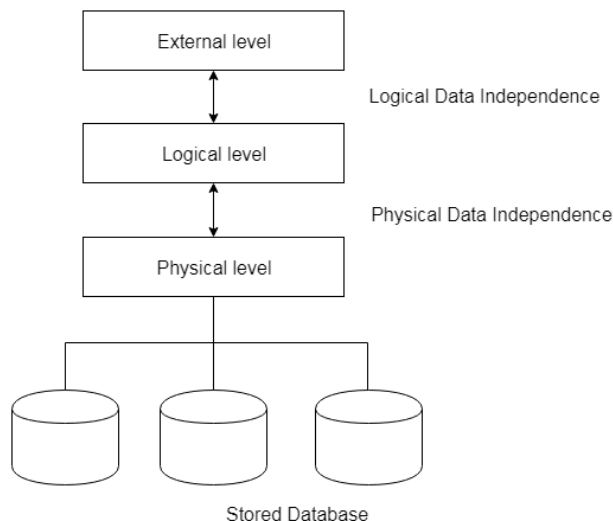 External level
Logical Data Independence
Logical level
Physical Data Independence
Physical level
Stored Database